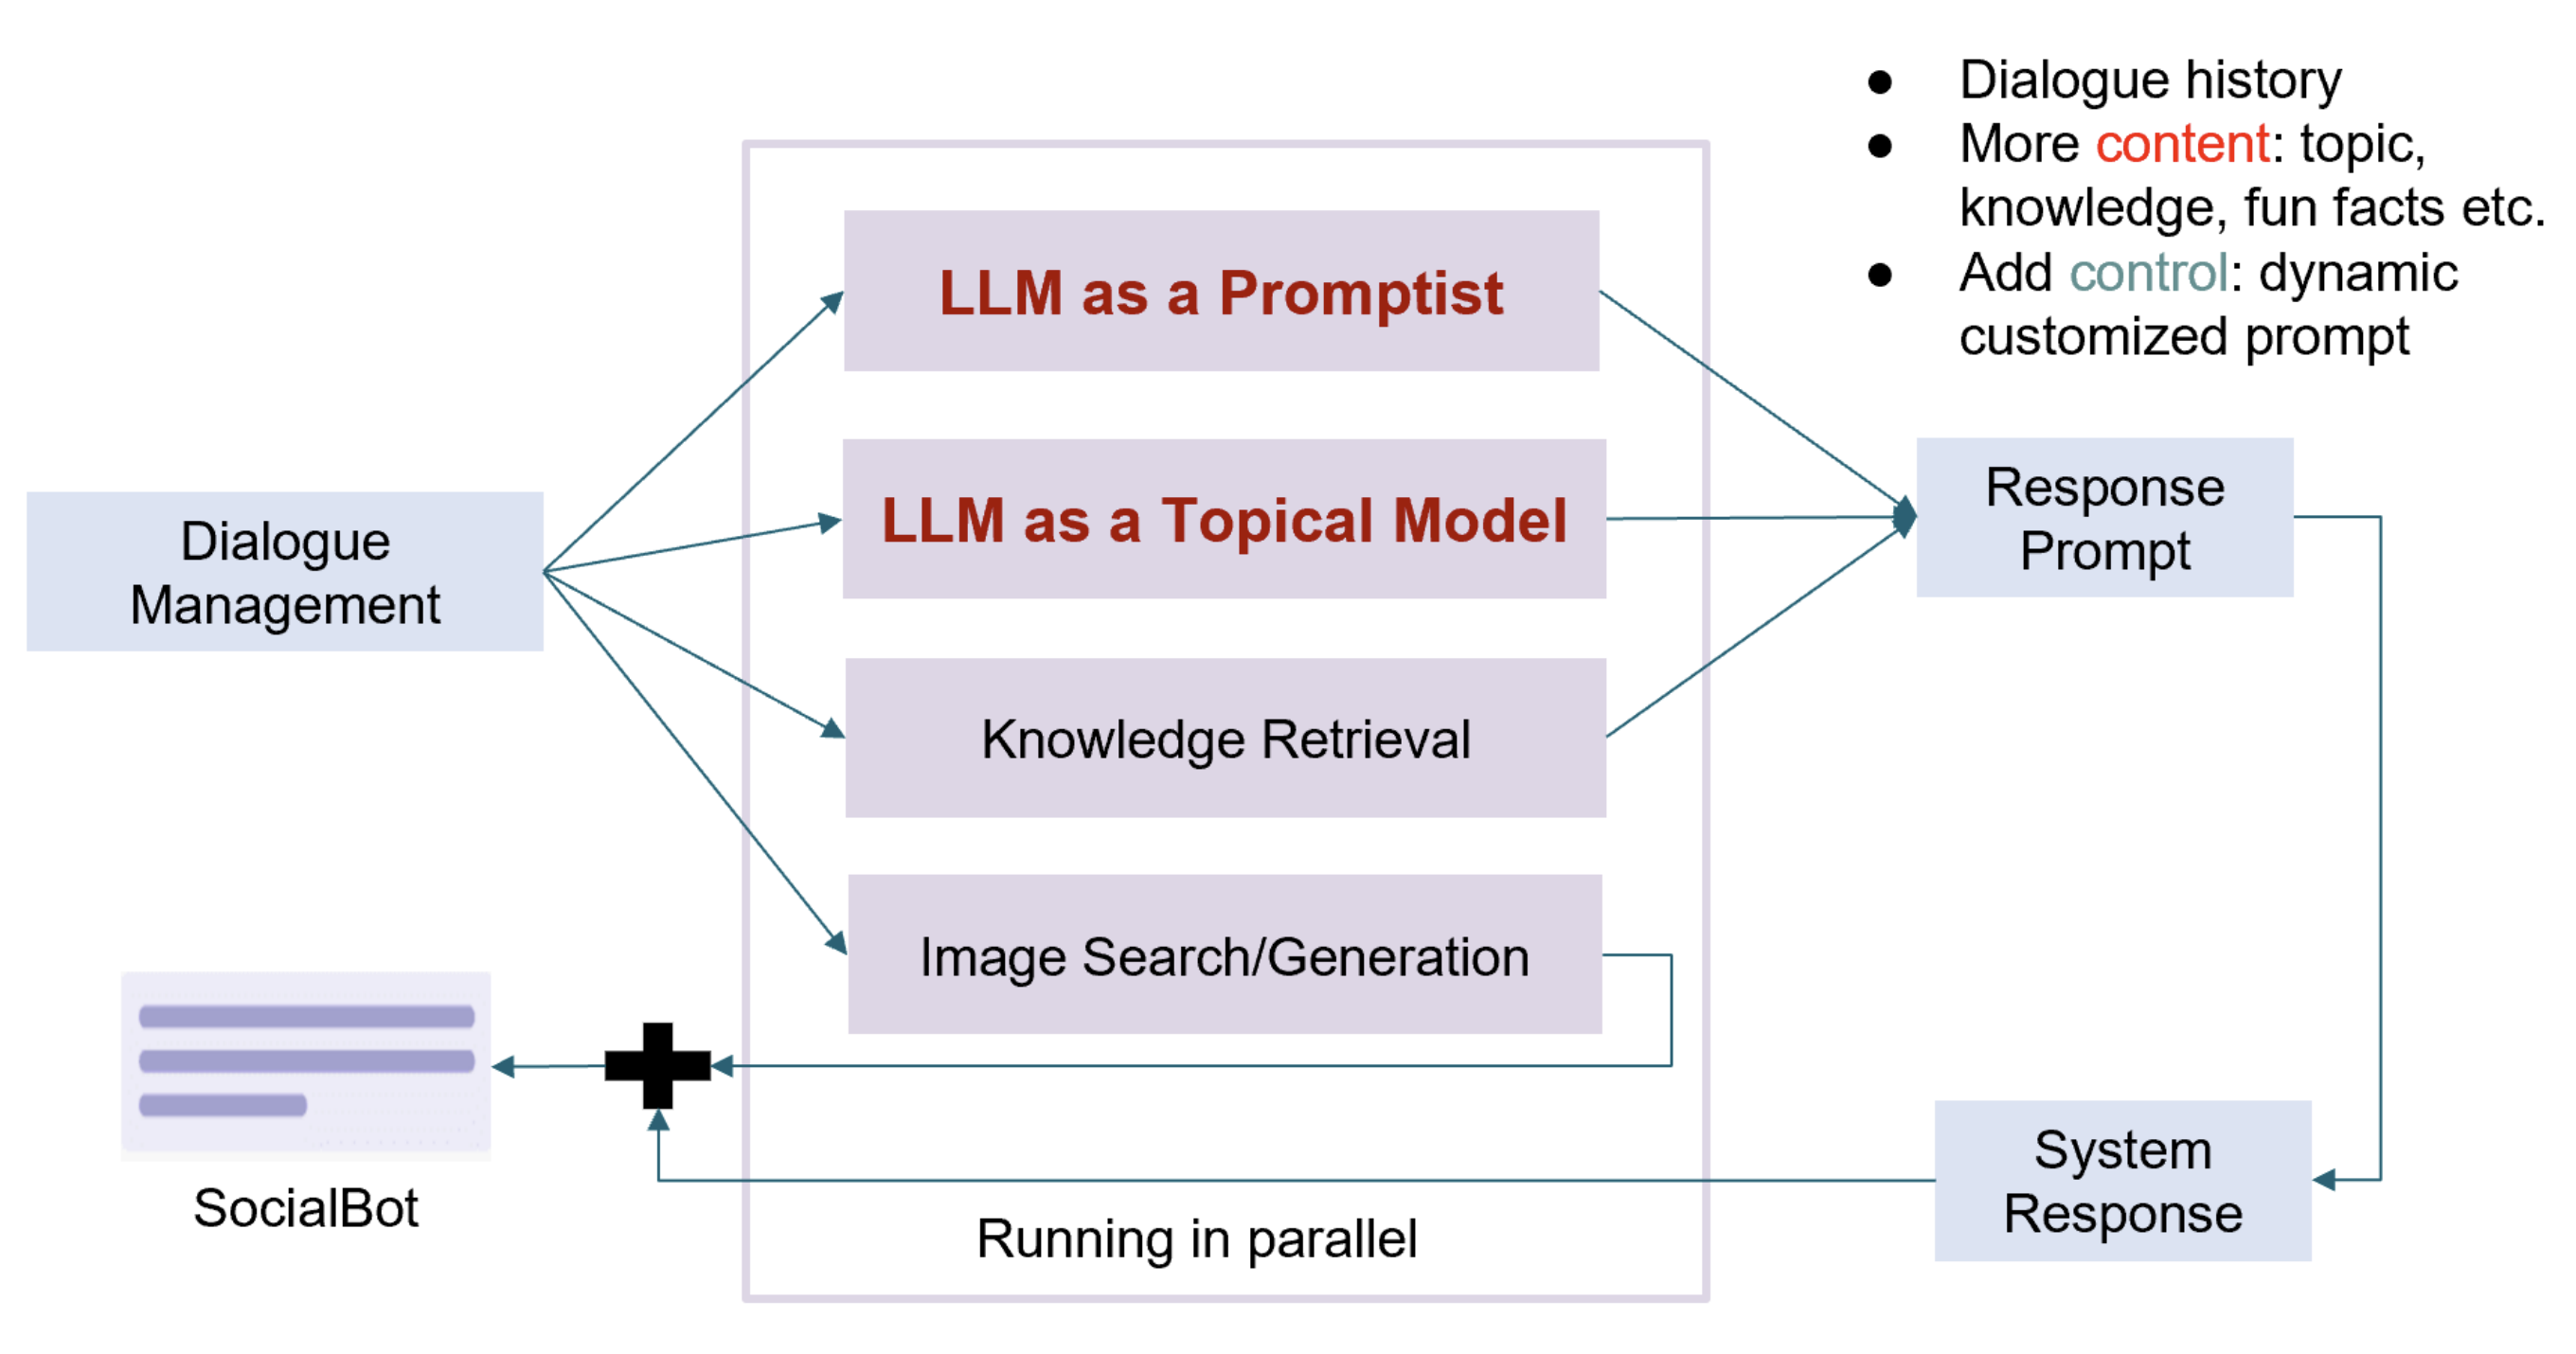 ● Dialogue history
● More content: topic,
knowledge, fun facts etc.
● Add control: dynamic
customized prompt
LLM as a Promptist
LLM as a Topical Model
Knowledge Retrieval
Image Search/Generation
Running in parallel
Dialogue
Management
Response
Prompt
System
Response
SocialBot